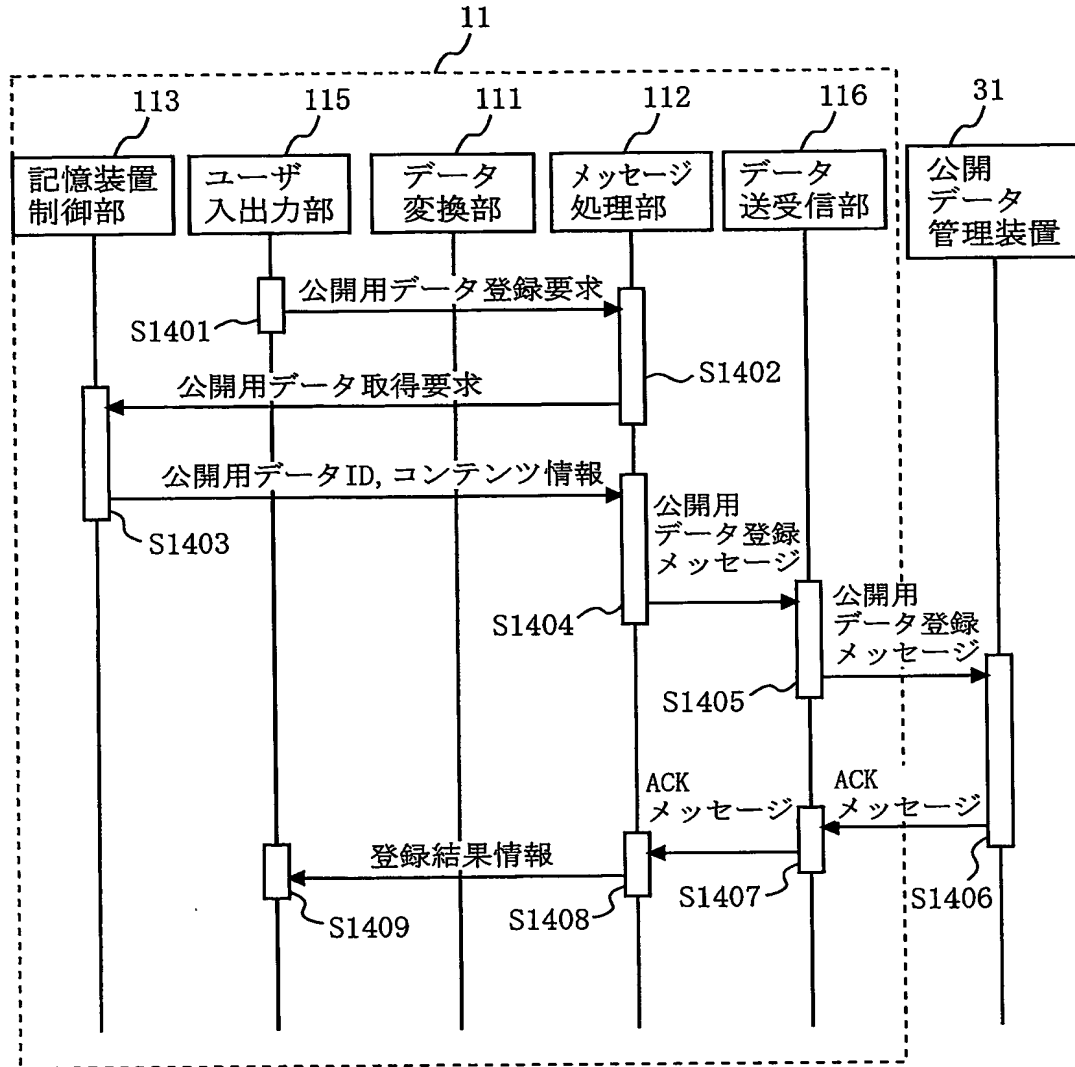 11
113
115
111
112
116
31
記憶装置
制御部
ユーザ
入出力部
データ
変換部
メッセージ
処理部
データ
送受信部
公開
データ
管理装置
公開用データ登録要求
S1401
S1402
公開用データ取得要求
公開用データID,コンテンツ情報
S1403
公開用
データ登録
メッセージ
S1404
公開用
データ登録
メッセージ
S1405
ACK
メッセージ
ACK
メッセージ
登録結果情報
S1406
S1407
S1408
S1409